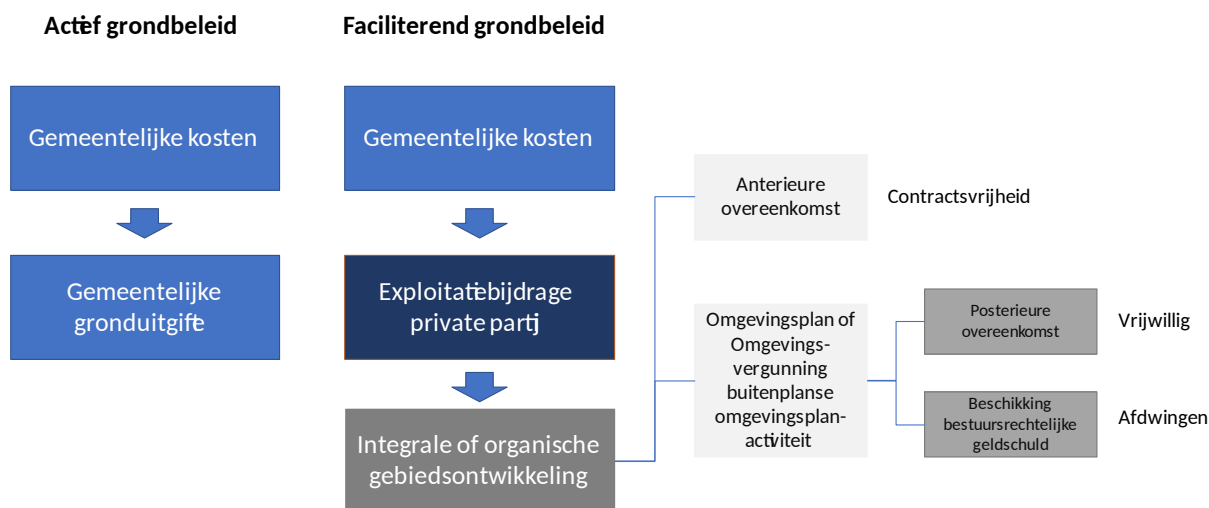 Actief grondbeleid
Faciliterend grondbeleid
Gemeentelijke kosten
Gemeentelijke
gronduitgifte
Gemeentelijke kosten
Exploitatiebijdrage
private partij
Integrale of organische
gebiedsontwikkeling
Anterieure
overeenkomst
Contractsvrijheid
Omgevingsplan of
Omgevings-
vergunning
buitenplanse
omgevingsplan-
activiteit
Posterieure
overeenkomst
Vrijwillig
Beschikking
bestuursrechtelijke
geldschuld
Afdwingen